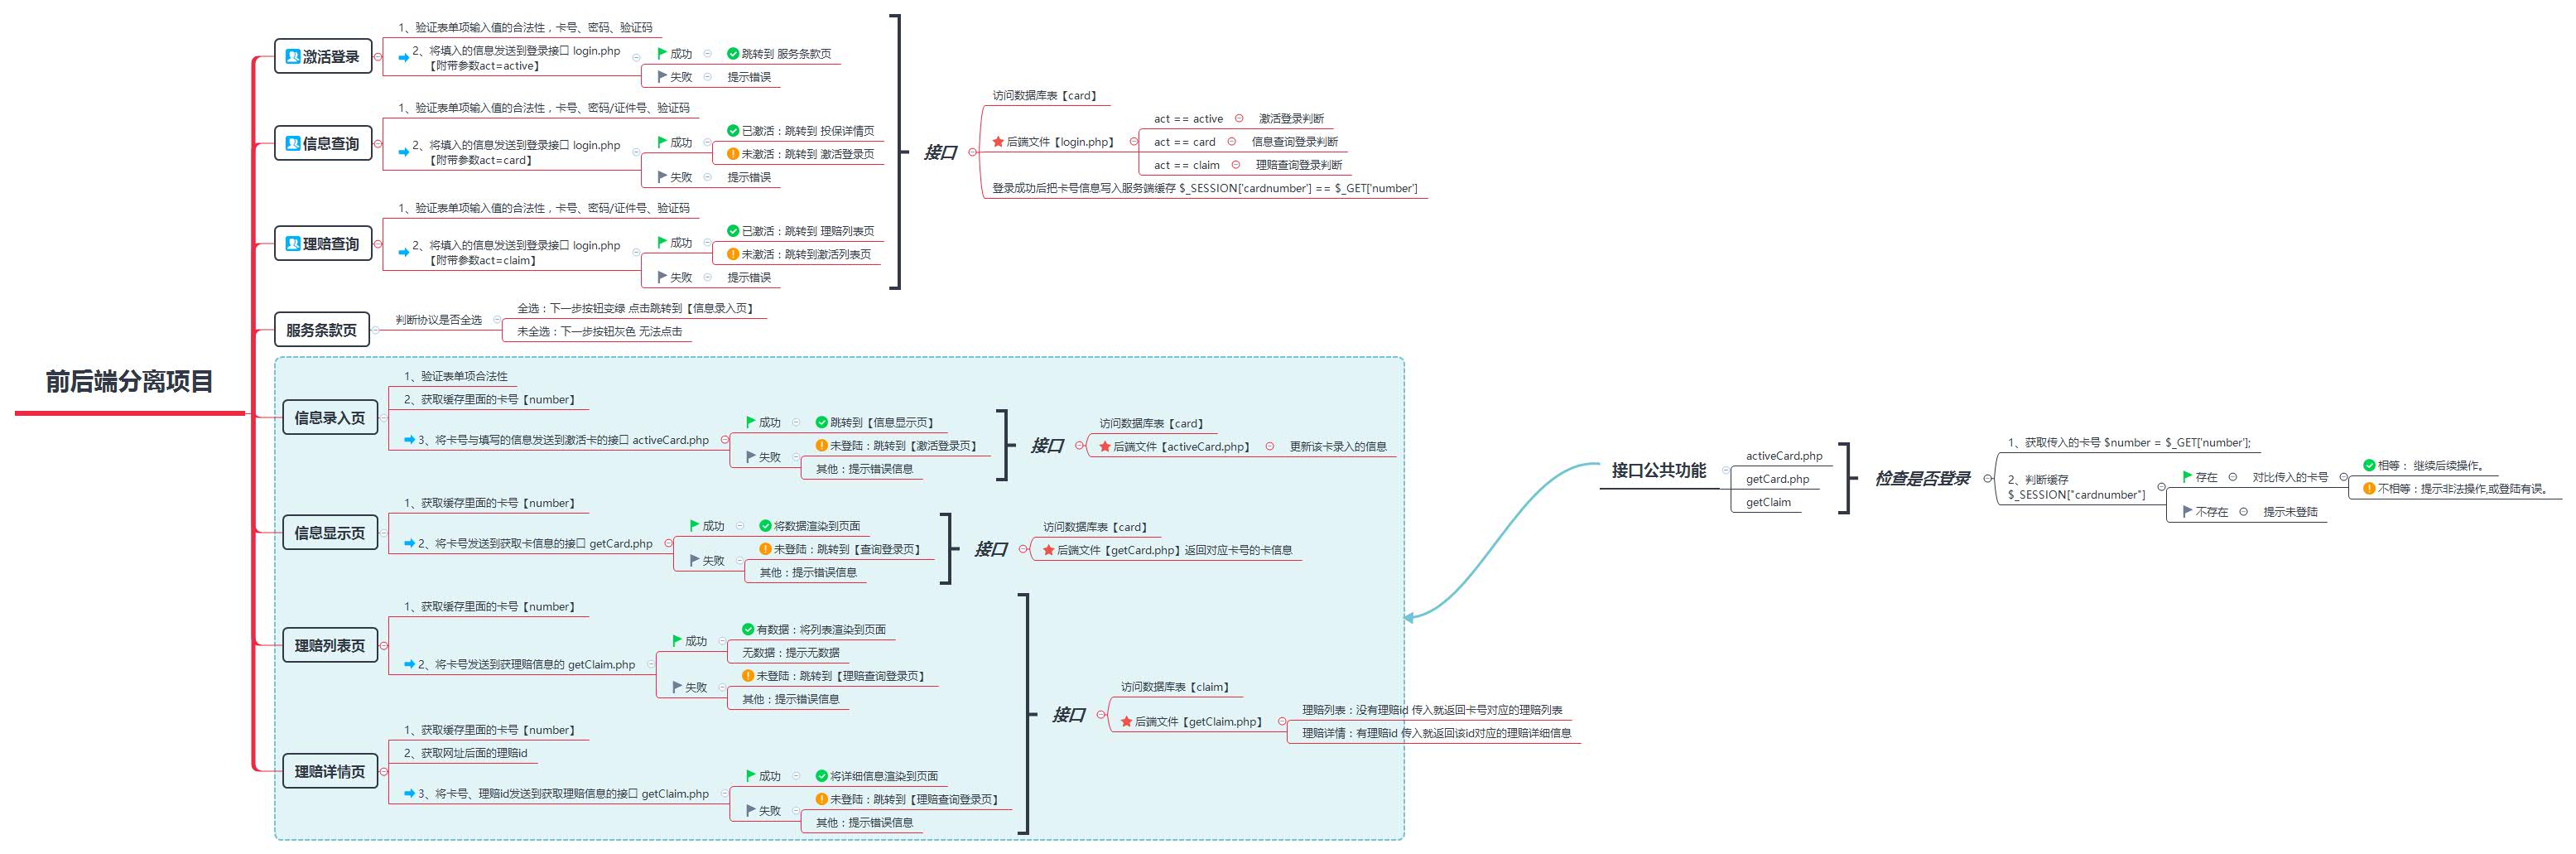 前后端分离项目
激活登录
1、验证表单项输入值的合法性，卡号、密码、验证码
2、将填入的信息发送到登录接口 login.php
【附带参数act=active】
成功
跳转到 服务条款页
失败
提示错误
信息查询
1、验证表单项输入值的合法性，卡号、密码/证件号、验证码
2、将填入的信息发送到登录接口 login.php
【附带参数act=card】
成功
已激活：跳转到 投保详情页
未激活：跳转到 激活登录页
失败
提示错误
理赔查询
1、验证表单项输入值的合法性，卡号、密码/证件号、验证码
2、将填入的信息发送到登录接口 login.php
【附带参数act=claim】
成功
已激活：跳转到 理赔列表页
未激活：跳转到激活列表页
失败
提示错误
接口
访问数据库表【card】
后端文件【login.php】
act == active
激活登录判断
act == card
信息查询登录判断
act == claim
理赔查询登录判断
登录成功后把卡号信息写入服务端缓存 $_SESSION['cardnumber'] == $_GET['number']
服务条款页
判断协议是否全选
全选：下一步按钮变绿 点击跳转到【信息录入页】
未全选：下一步按钮灰色 无法点击
信息录入页
1、验证表单项合法性
2、获取缓存里面的卡号【number】
3、将卡号与填写的信息发送到激活卡的接口 activeCard.php
成功
跳转到【信息显示页】
失败
未登陆：跳转到【激活登录页】
其他：提示错误信息
接口
访问数据库表【card】
后端文件【activeCard.php】
更新该卡录入的信息
信息显示页
1、获取缓存里面的卡号【number】
2、将卡号发送到获取卡信息的接口 getCard.php
成功
将数据渲染到页面
失败
未登陆：跳转到【查询登录页】
其他：提示错误信息
接口
访问数据库表【card】
后端文件【getCard.php】返回对应卡号的卡信息
理赔列表页
1、获取缓存里面的卡号【number】
2、将卡号发送到获理赔信息的 getClaim.php
成功
有数据：将列表渲染到页面
无数据：提示无数据
失败
未登陆：跳转到【理赔查询登录页】
其他：提示错误信息
理赔详情页
1、获取缓存里面的卡号【number】
2、获取网址后面的理赔id
3、将卡号、理赔id发送到获取理赔信息的接口 getClaim.php
成功
将详细信息渲染到页面
失败
未登陆：跳转到【理赔查询登录页】
其他：提示错误信息
接口
访问数据库表【claim】
后端文件【getClaim.php】
理赔列表：没有理赔id 传入就返回卡号对应的理赔列表
理赔详情：有理赔id 传入就返回该id对应的理赔详细信息
接口公共功能
activeCard.php
getCard.php
getClaim
检查是否登录
1、获取传入的卡号 $number = $_GET['number'];
2、判断缓存
$_SESSION["cardnumber"]
存在
对比传入的卡号
相等： 继续后续操作。
不相等：提示非法操作,或登陆有误。
不存在
提示未登陆